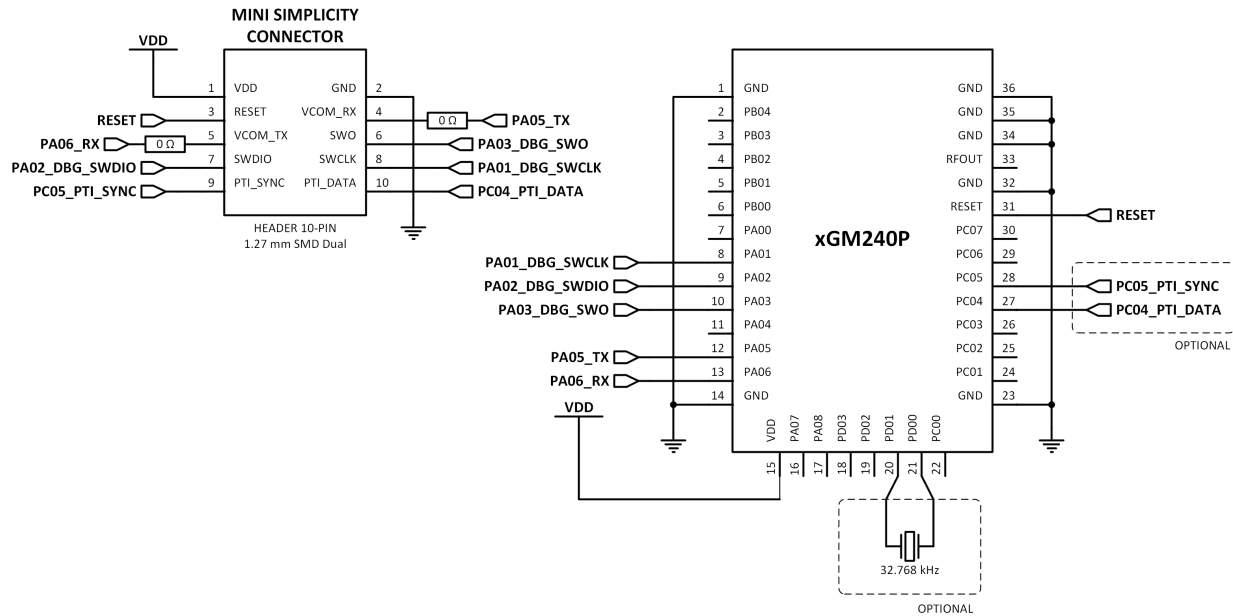 MINI SIMPLICITY
CONNECTOR
VDD
1 VDD GND 2
RESET 3 RESET VCOM_RX 4 0 Ω PA05_TX
PA06_RX 0 Ω 5 VCOM_TX SWO 6 PA03_DBG_SWO
PA02_DBG_SWDIO 7 SWDIO SWCLK 8 PA01_DBG_SWCLK
PC05_PTI_SYNC 9 PTI_SYNC PTI_DATA 10 PC04_PTI_DATA
HEADER 10-PIN
1.27 mm SMD Dual
1 GND GND 36
2 PB04 GND 35
3 PB03 GND 34
4 PB02 RFOUT 33
5 PB01 GND 32
6 PB00 RESET 31 RESET
7 PA00 PC07 30
xGM240P
PA01_DBG_SWCLK 8 PA01 PC06 29
PA02_DBG_SWDIO 9 PA02 PC05 28 PC05_PTI_SYNC
PA03_DBG_SWO 10 PA03 PC04 27 PC04_PTI_DATA
11 PA04 PC03 26
OPTIONAL
PA05_TX 12 PA05 PC02 25
PA06_RX 13 PA06 PC01 24
14 GND GND 23
VDD
VDD PA07 PA08 PD03 PD02 PD01 PD00 PC00
15 16 17 18 19 20 21 22
32.768 kHz
OPTIONAL